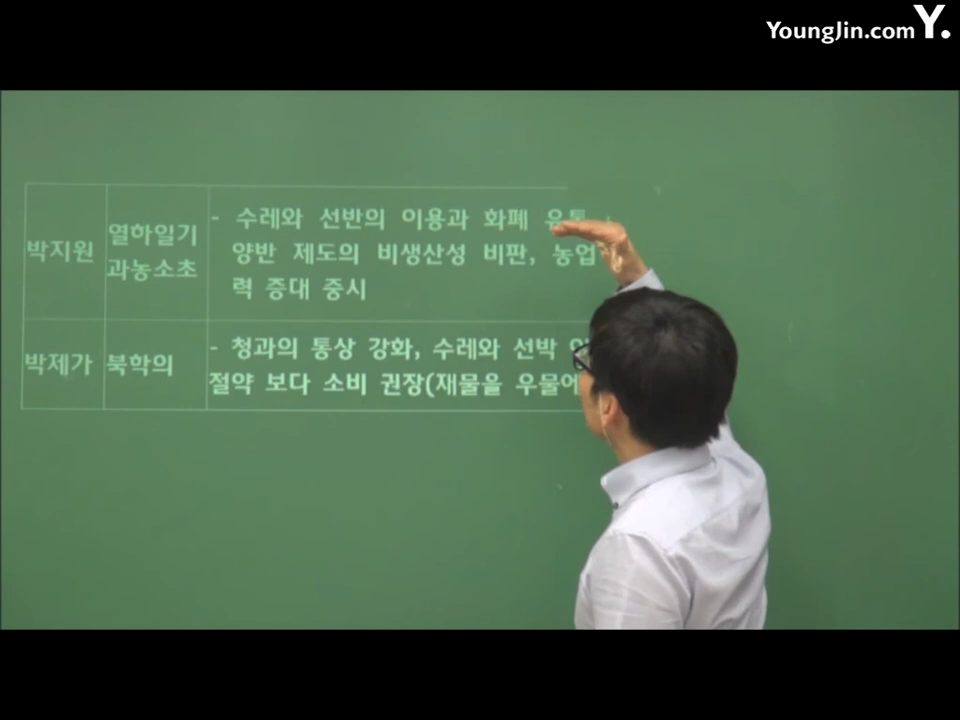 YoungJin.com Y.
박지원
열하일기
과농소초
- 수레와 선반의 이용과 화폐
양반 제도의 비생산성 비판, 농업
력 증대 중시
박제가
북학의
- 청과의 통상 강화, 수레와 선박
절약 보다 소비 권장(재물을 우물에